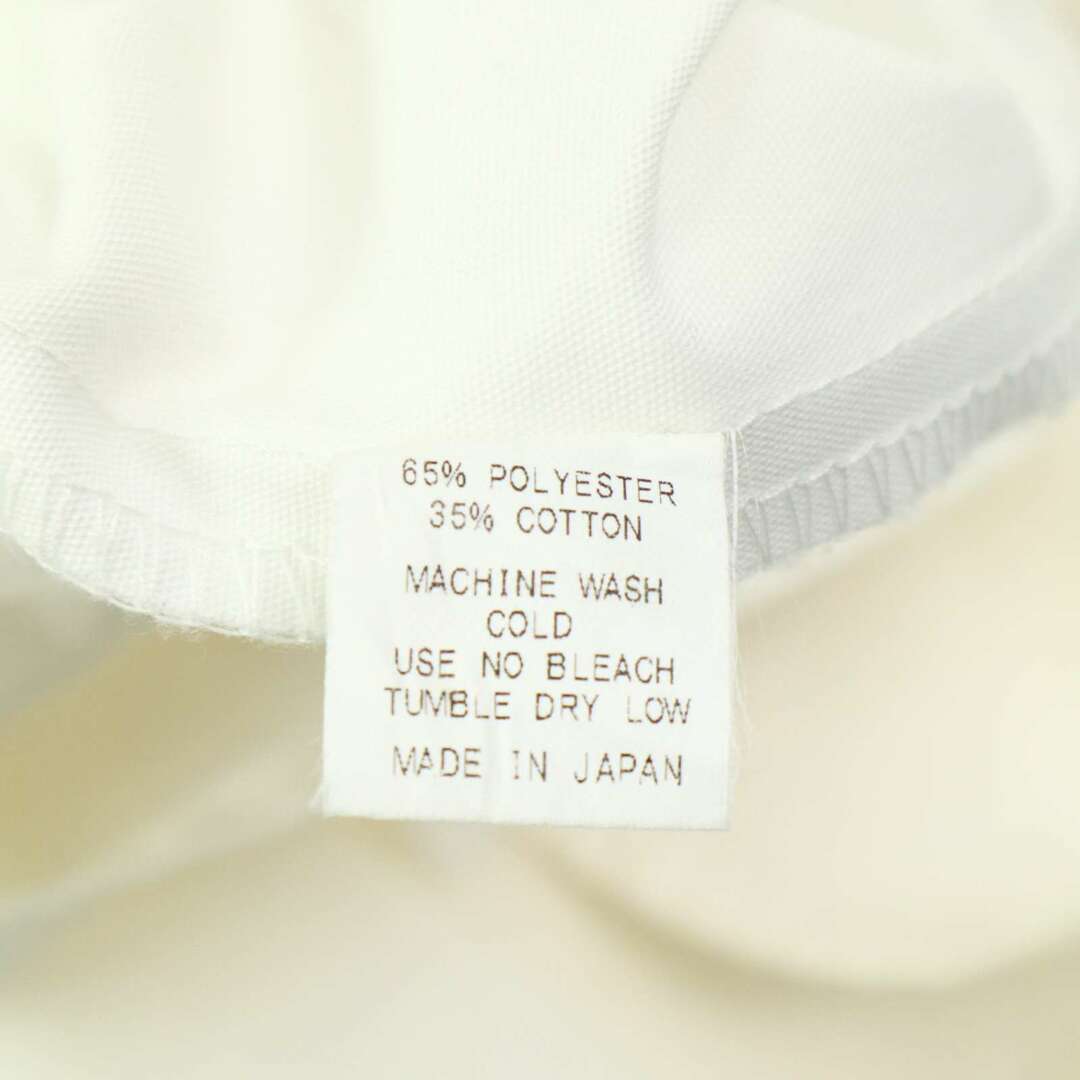 65% POLYESTER
35% COTTON
MACHINE WASH
COLD
USE NO BLEACH
TUMBLE DRY LOW
MADE IN JAPAN